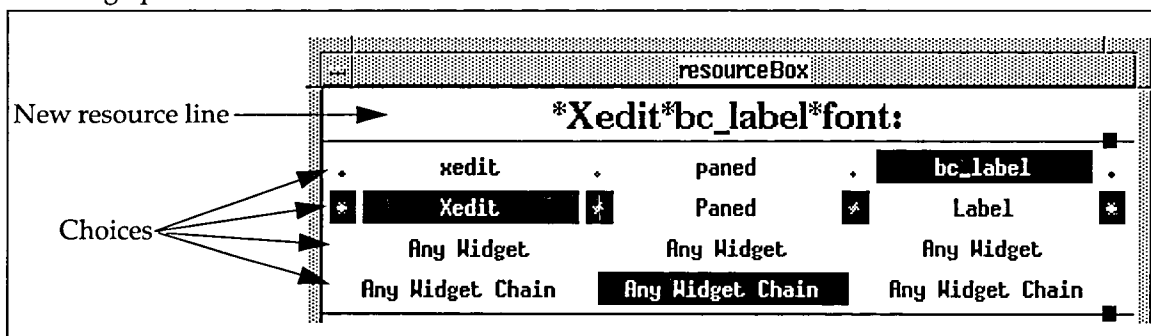 resourceBox
New resource line
*Xedit*bc_label*font:
. xedit . paned . bc_label .
* Xedit * Paned * Label *
Choices
Any Widget Any Widget Any Widget
Any Widget Chain Any Widget Chain Any Widget Chain